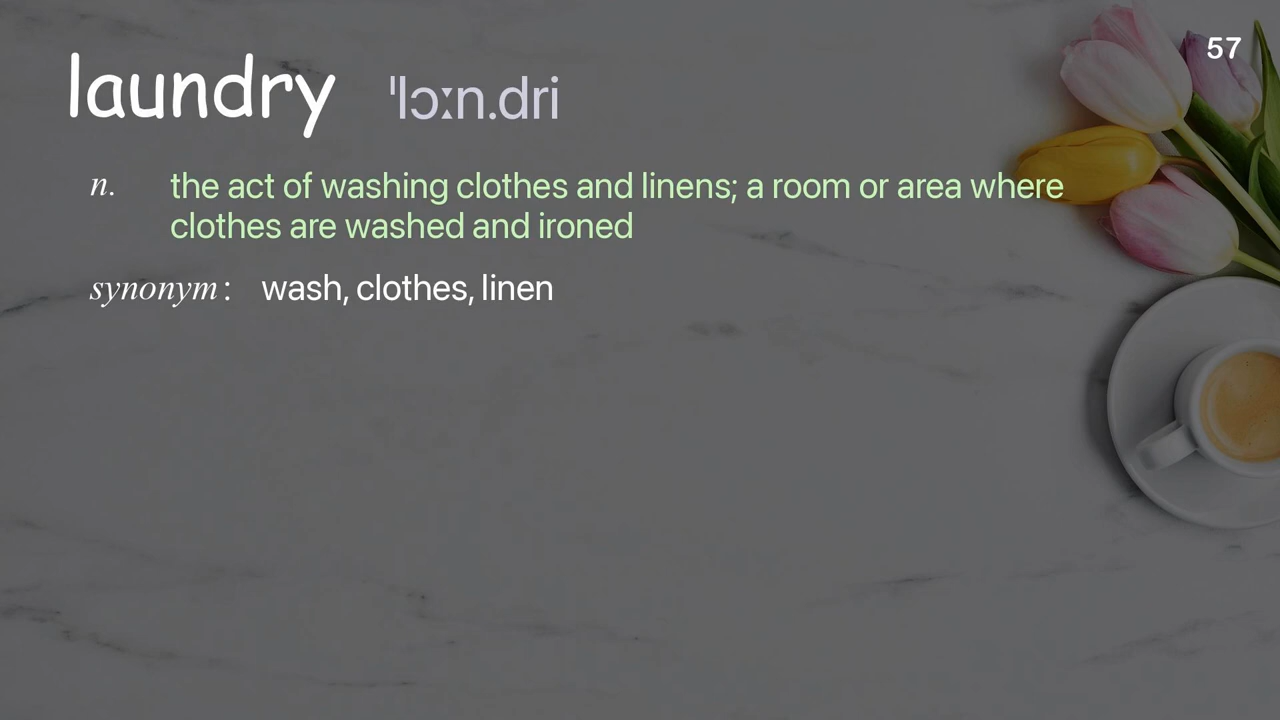 57
laundry ˈlɔːn.dri
n. the act of washing clothes and linens; a room or area where
clothes are washed and ironed
synonym: wash, clothes, linen